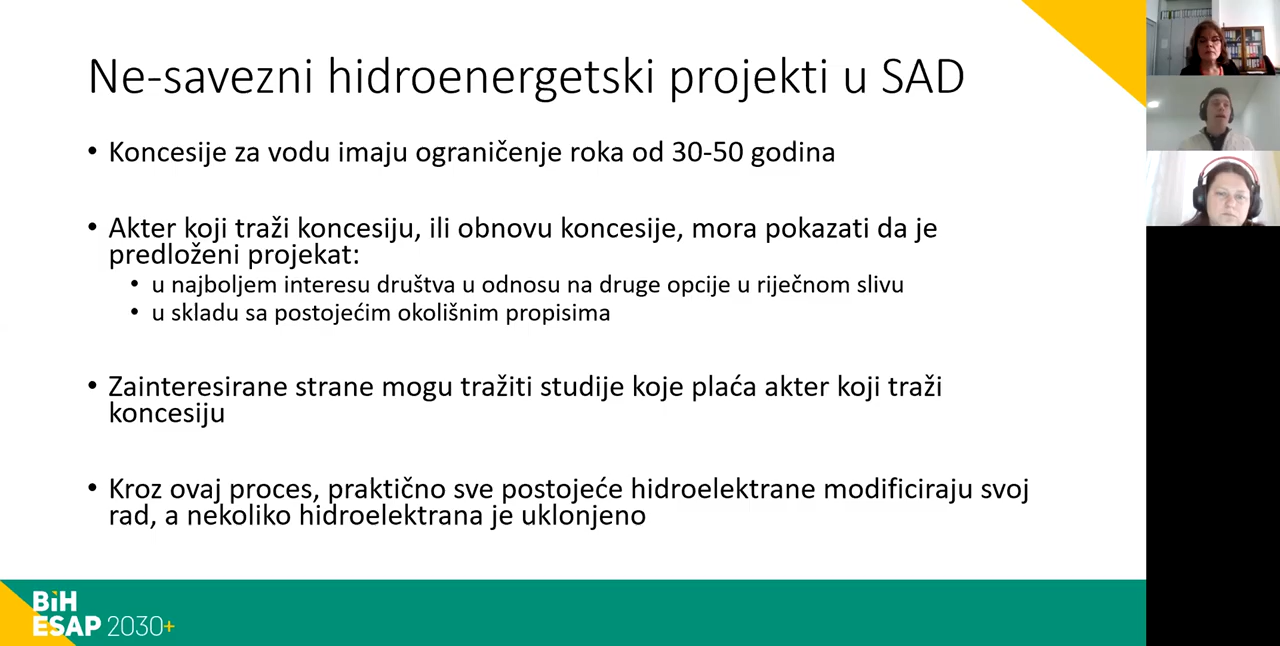 Ne-savezni hidroenergetski projekti u SAD
• Koncesije za vodu imaju ograničenje roka od 30-50 godina
• Akter koji traži koncesiju, ili obnovu koncesije, mora pokazati da je
predloženi projekat:
• u najboljem interesu društva u odnosu na druge opcije u riječnom slivu
• u skladu sa postojećim okolišnim propisima
• Zainteresirane strane mogu tražiti studije koje plaća akter koji traži
koncesiju
• Kroz ovaj proces, praktično sve postojeće hidroelektrane modificiraju svoj
rad, a nekoliko hidroelektrana je uklonjeno
BiH
ESAP 2030+